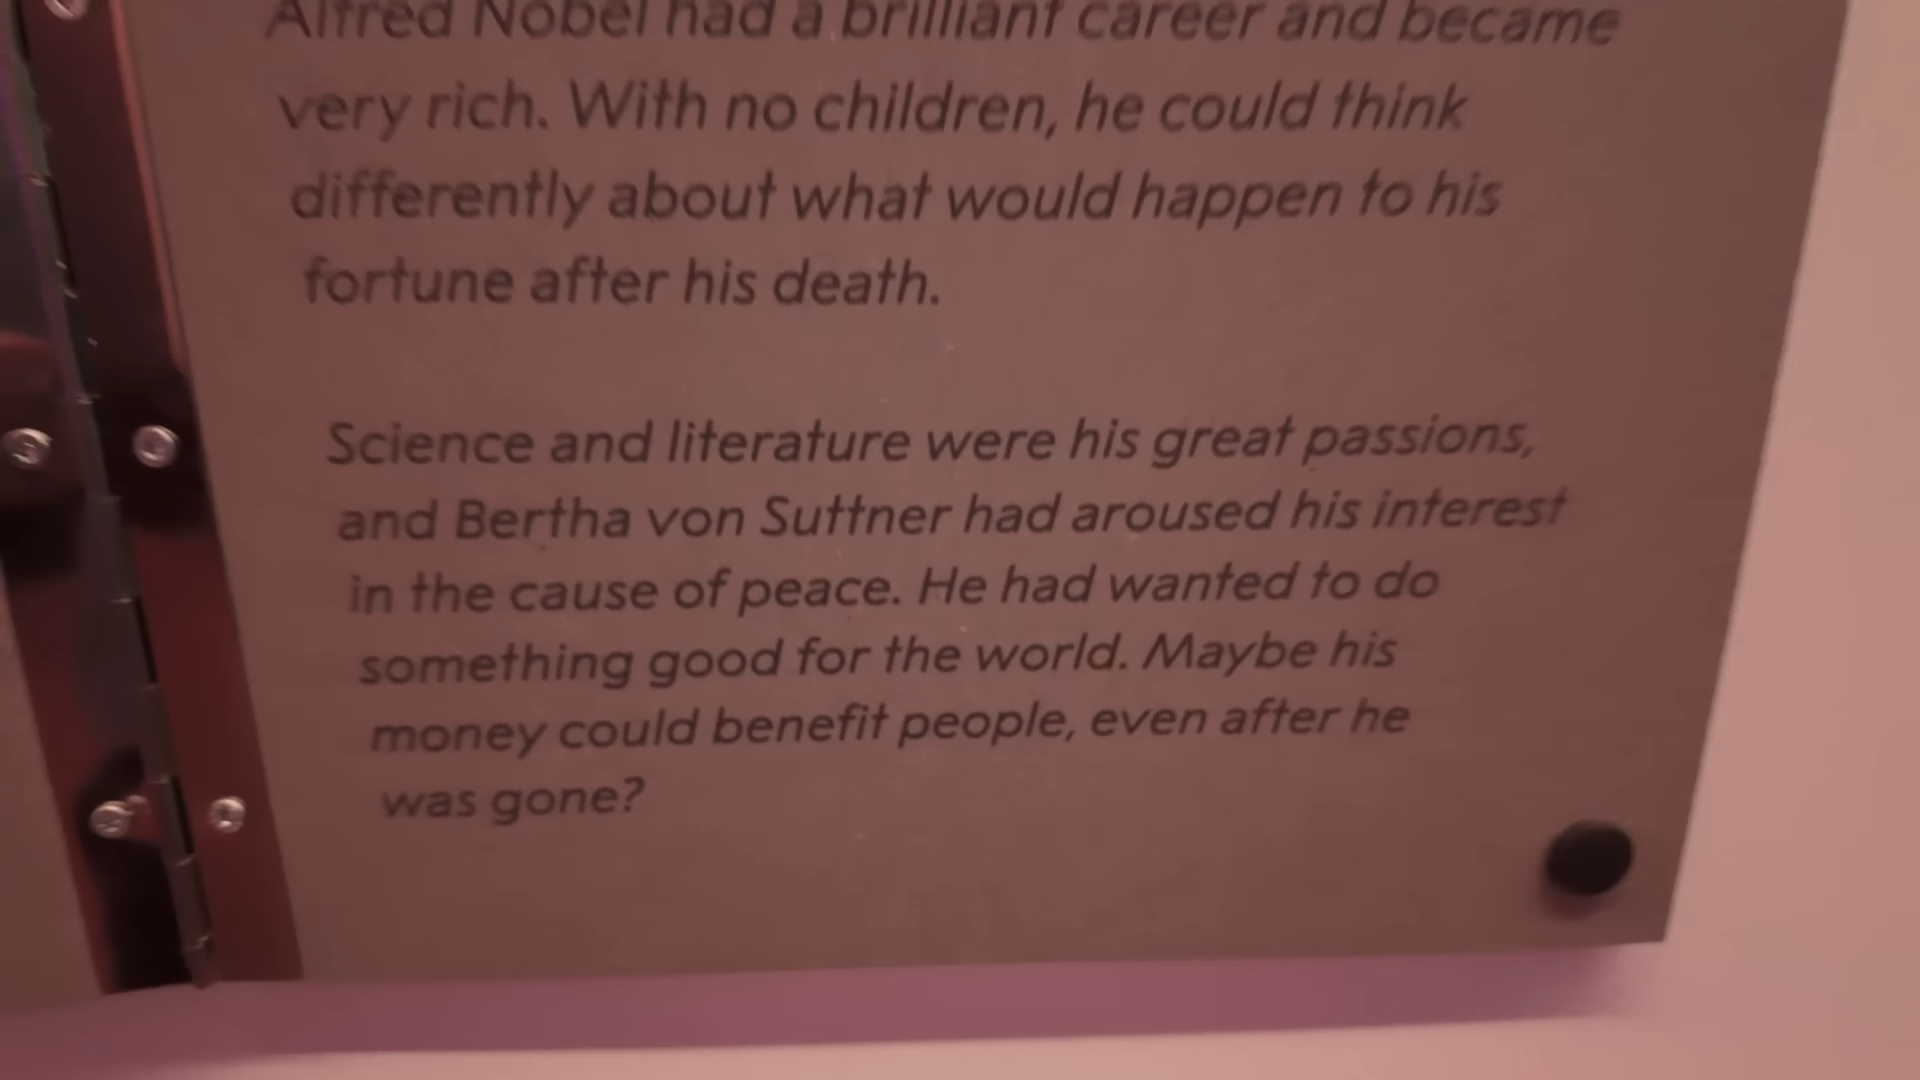 Alfred Nobel had a brilliant career and became
very rich. With no children, he could think
differently about what would happen to his
fortune after his death.
Science and literature were his great passions,
and Bertha von Suttner had aroused his interest
in the cause of peace. He had wanted to do
something good for the world. Maybe his
money could benefit people, even after he
was gone?